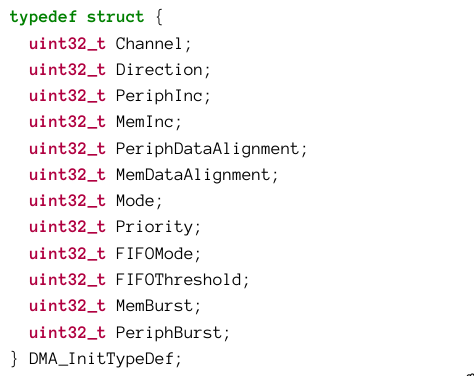 typedef struct {
  uint32_t Channel;
  uint32_t Direction;
  uint32_t PeriphInc;
  uint32_t MemInc;
  uint32_t PeriphDataAlignment;
  uint32_t MemDataAlignment;
  uint32_t Mode;
  uint32_t Priority;
  uint32_t FIFOMode;
  uint32_t FIFOThreshold;
  uint32_t MemBurst;
  uint32_t PeriphBurst;
} DMA_InitTypeDef;